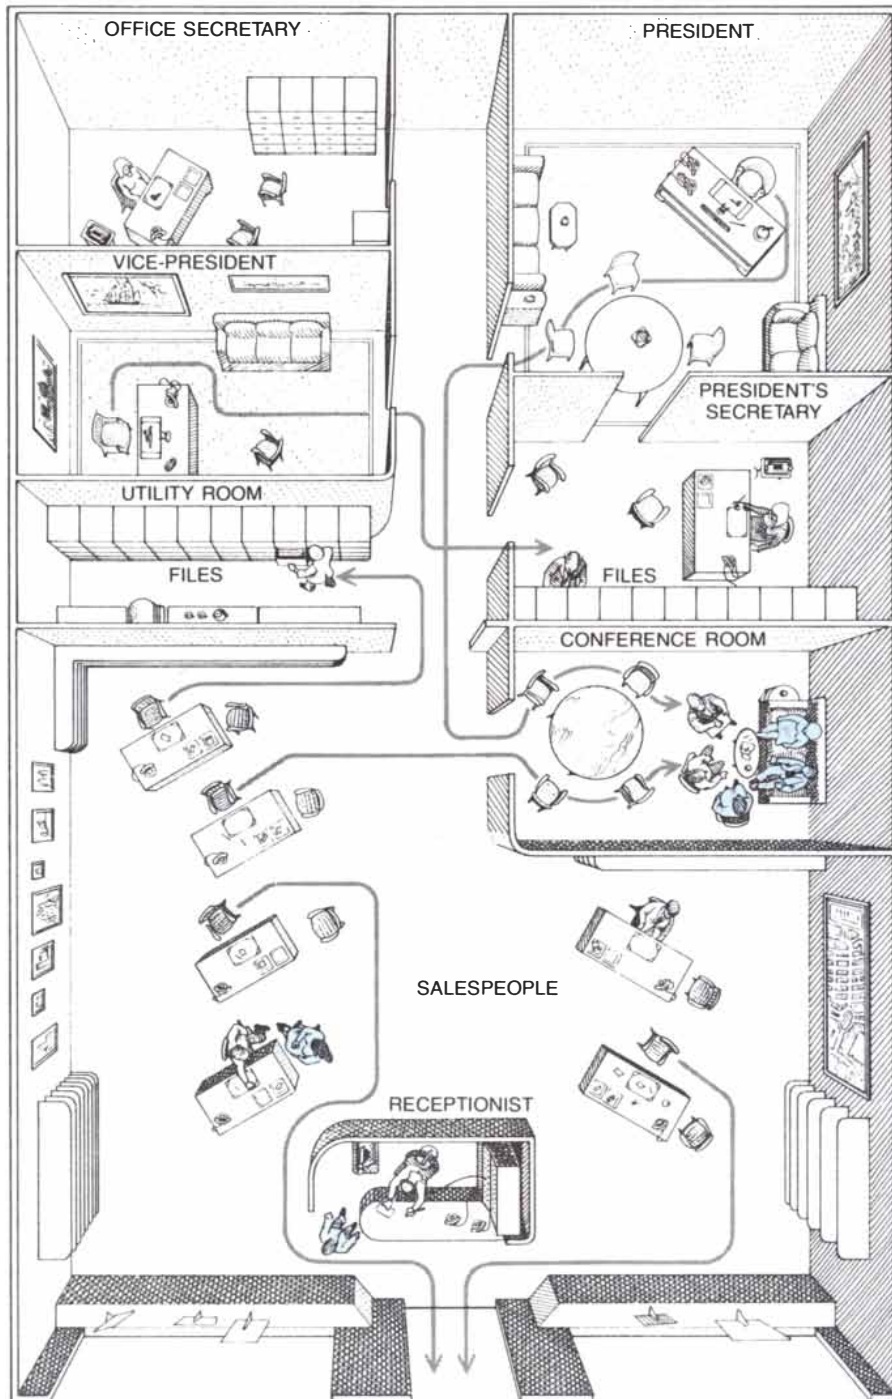 OFFICE SECRETARY
PRESIDENT
VICE-PRESIDENT
PRESIDENT'S
SECRETARY
UTILITY ROOM
FILES
FILES
CONFERENCE ROOM
SALESPEOPLE
RECEPTIONIST